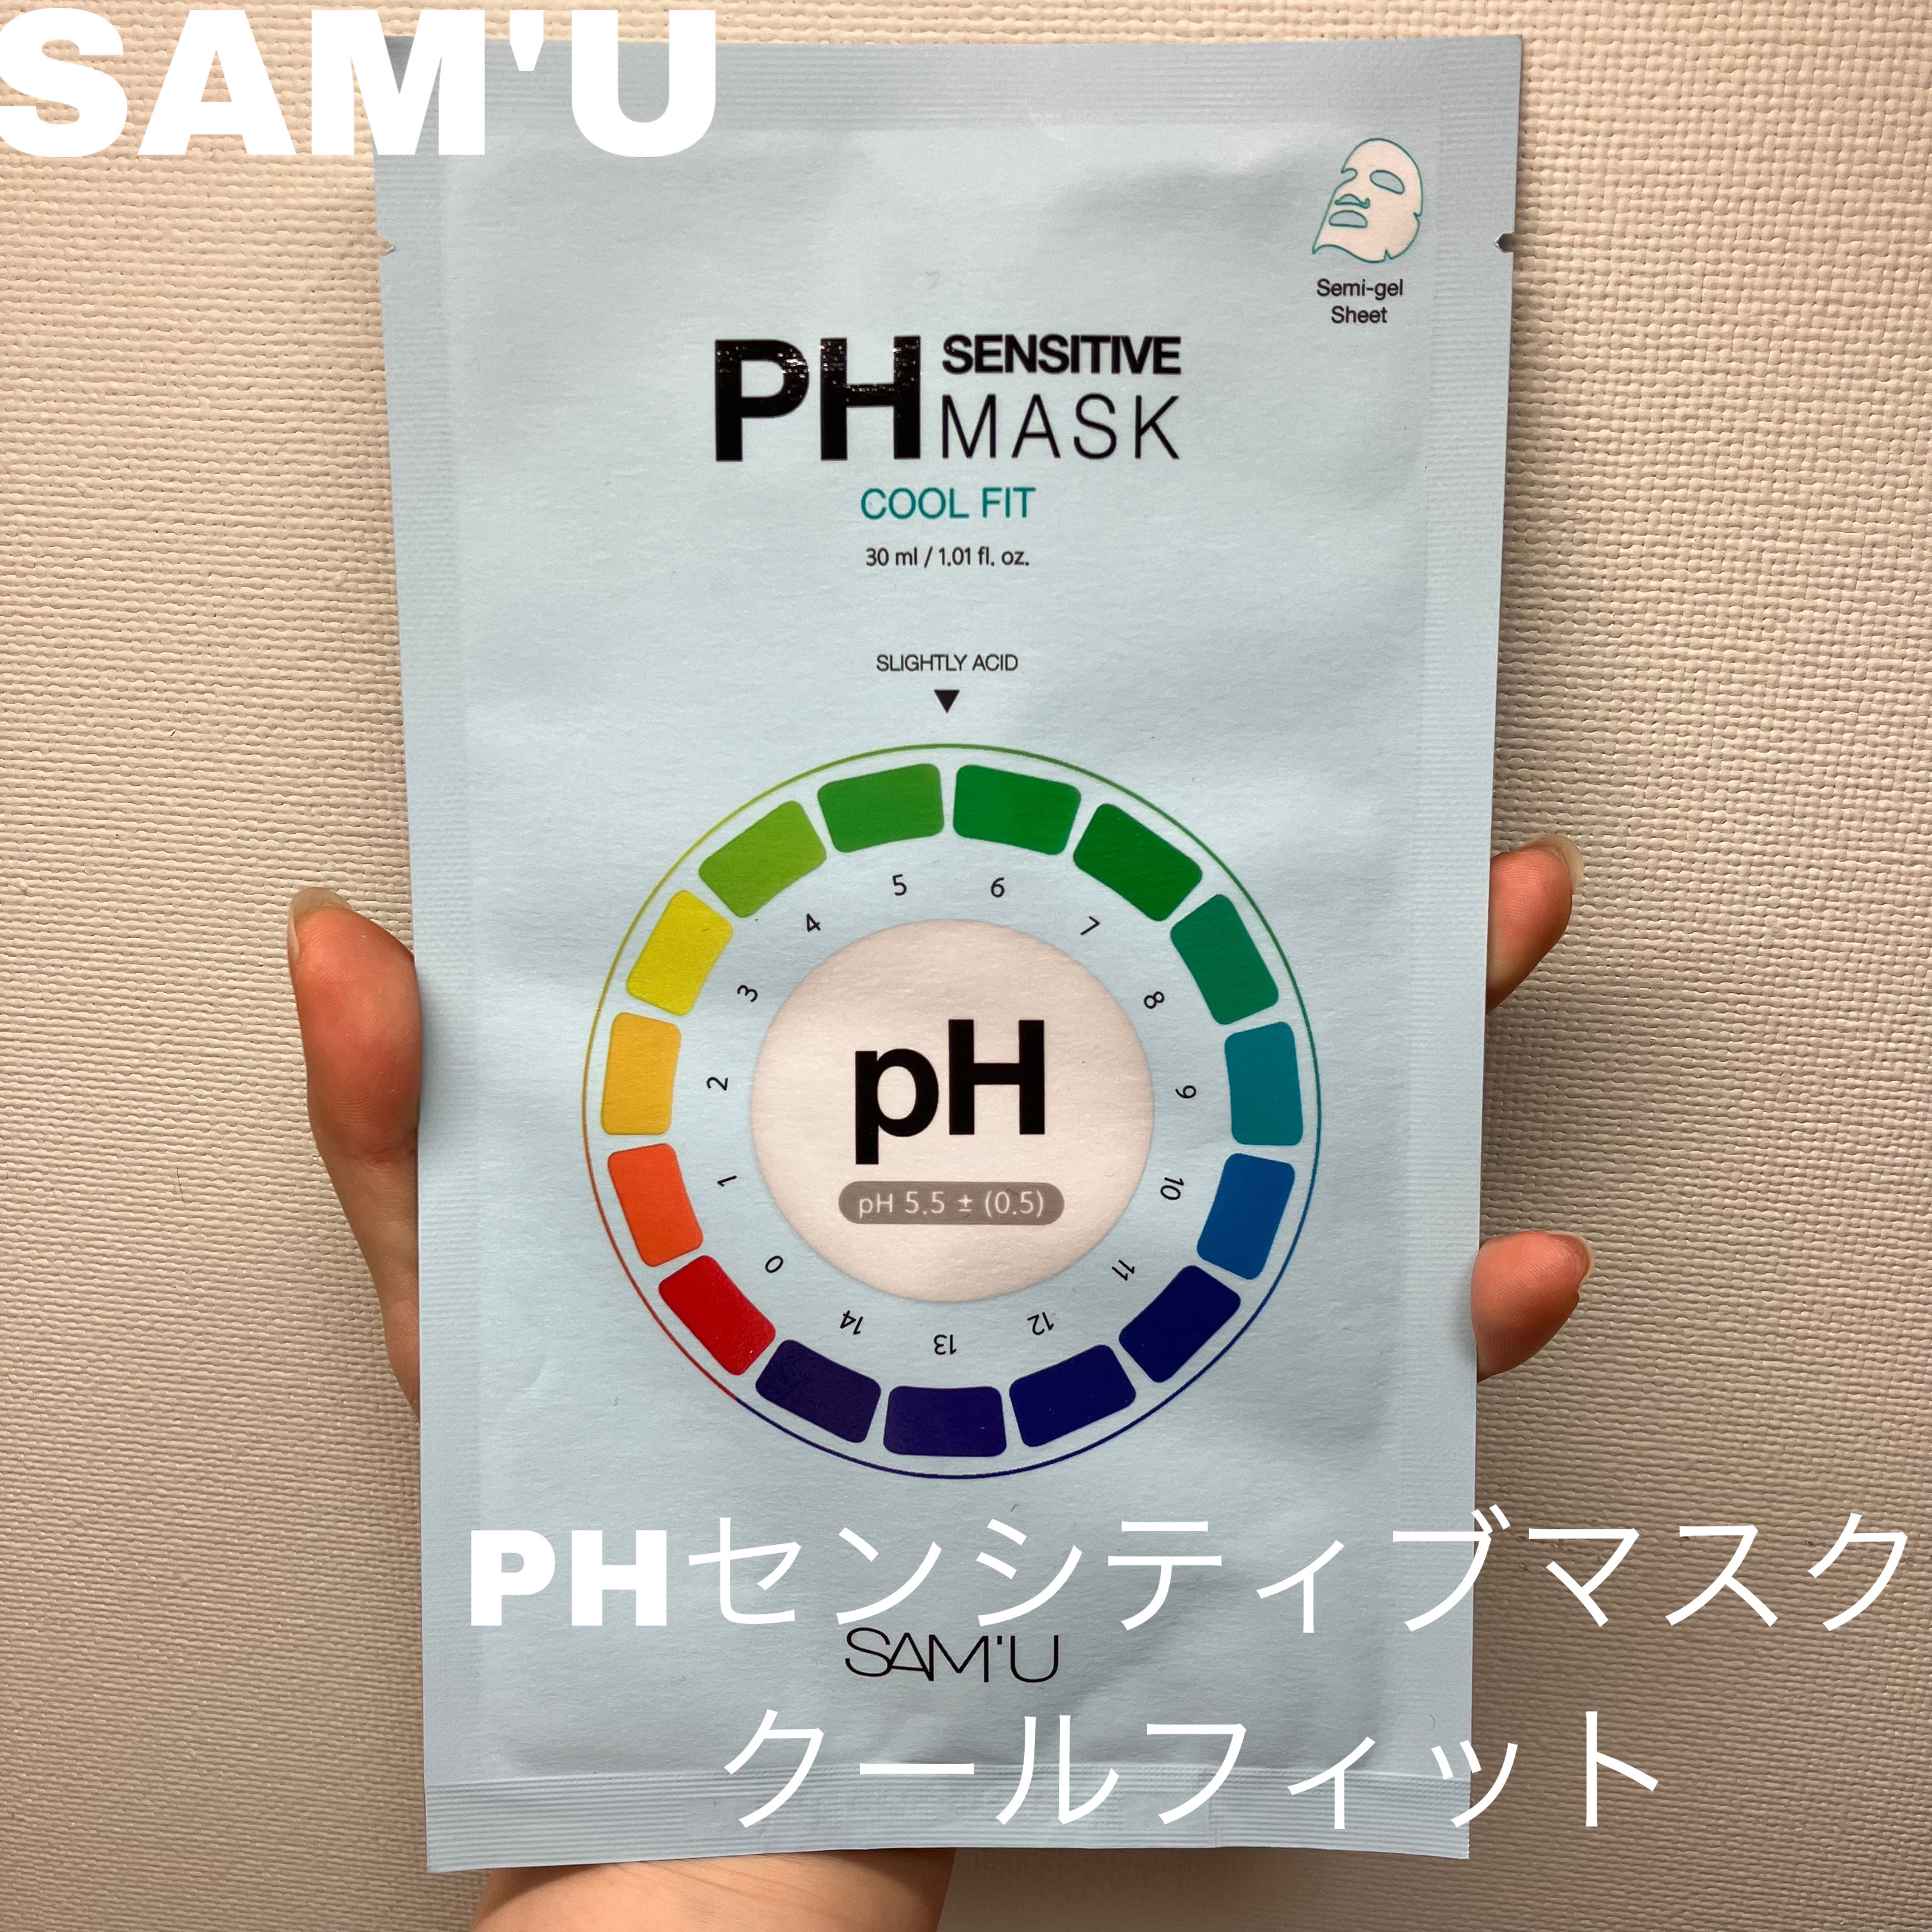 SAM'U
Semi-gel
Sheet
PH SENSITIVE
MASK
COOL FIT
30 ml / 1.01 fl. oz.
SLIGHTLY ACID
0 1 2 3 4 5 6 7 8 9 10 11 12 13 14
pH
pH 5.5 ± (0.5)
PHセンシティブマスク
SAM'U
クールフィット